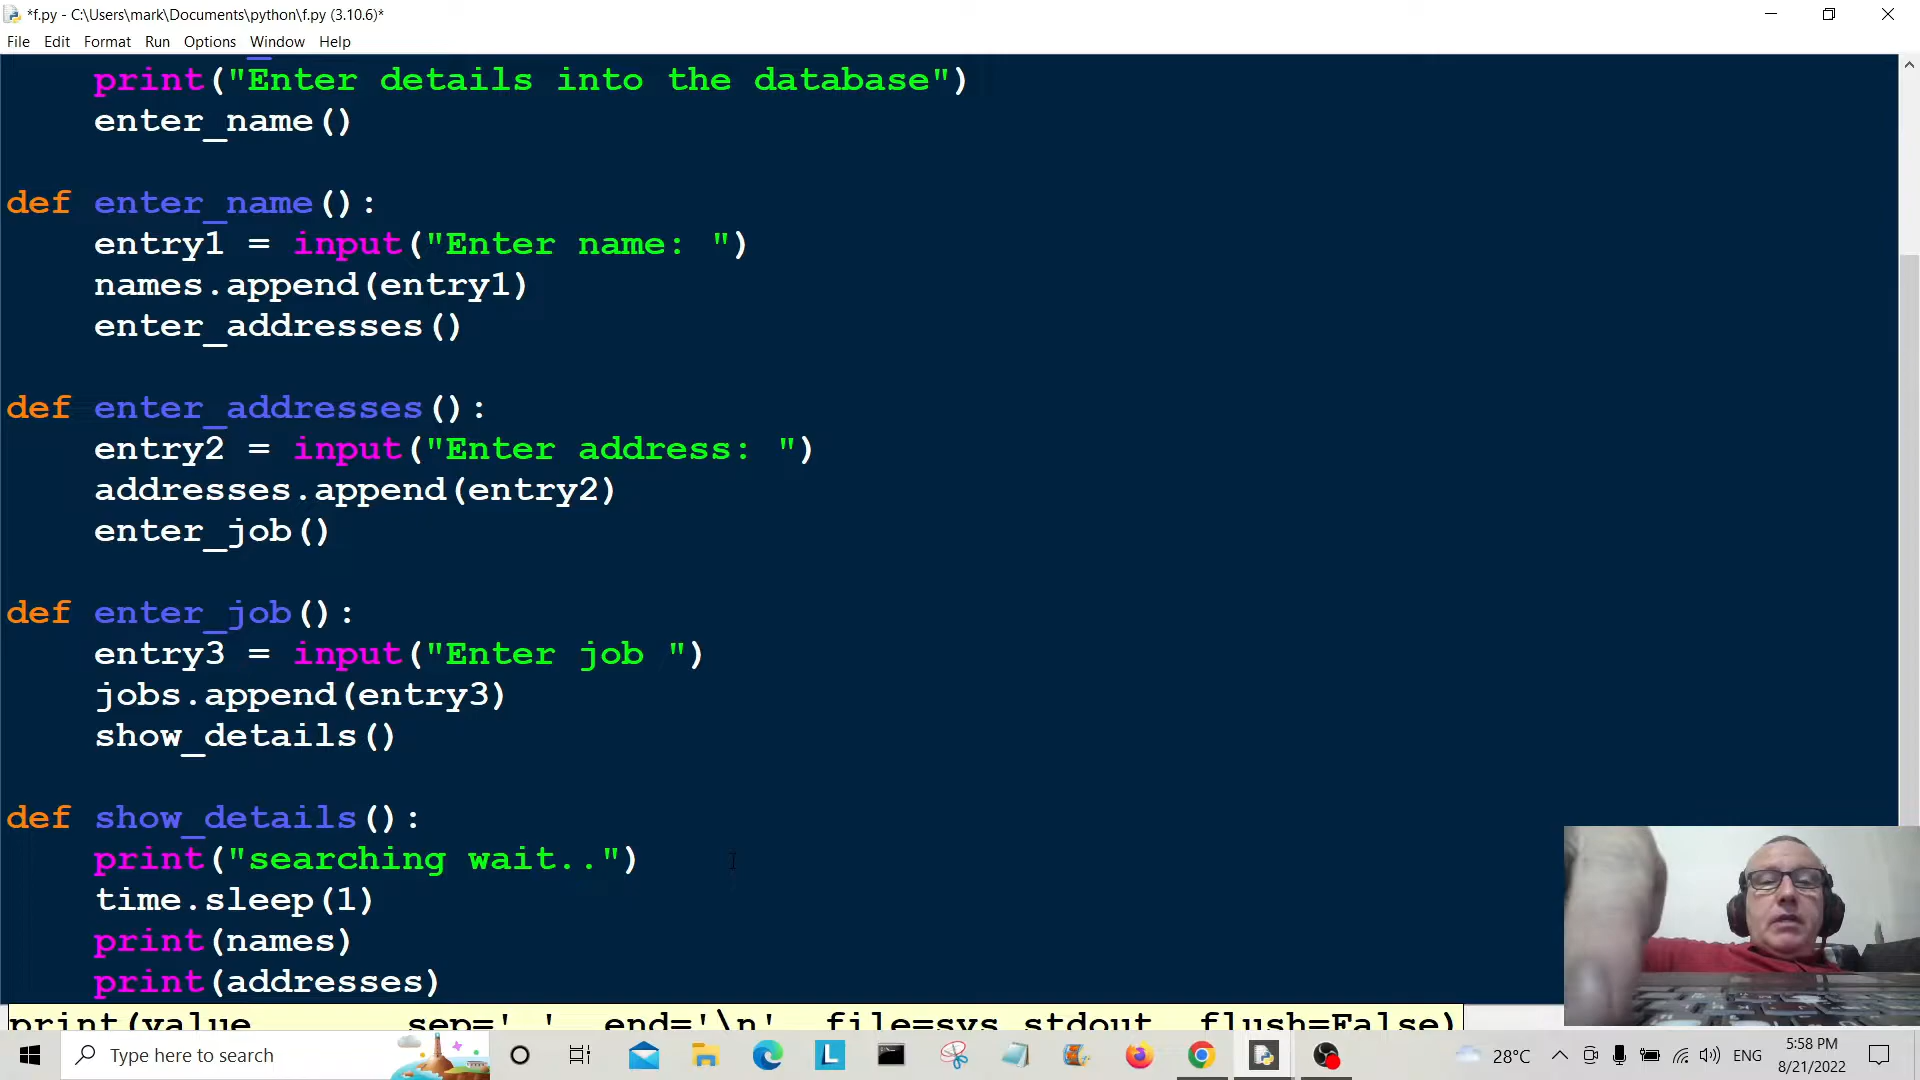 *f.py - C:\Users\mark\Documents\python\f.py (3.10.6)*
File Edit Format Run Options Window Help
print("Enter details into the database")
enter_name()
def enter_name():
entry1 = input("Enter name: ")
names.append(entry1)
enter_addresses()
def enter_addresses():
entry2 = input("Enter address: ")
addresses.append(entry2)
enter_job()
def enter_job():
entry3 = input("Enter job ")
jobs.append(entry3)
show_details()
def show_details():
print("searching wait..")
time.sleep(1)
print(names)
print(addresses)
print(value sep=' ' end='\n' file=sys stdout flush=False)
Type here to search
L
28°C
ENG
5:58 PM
8/21/2022